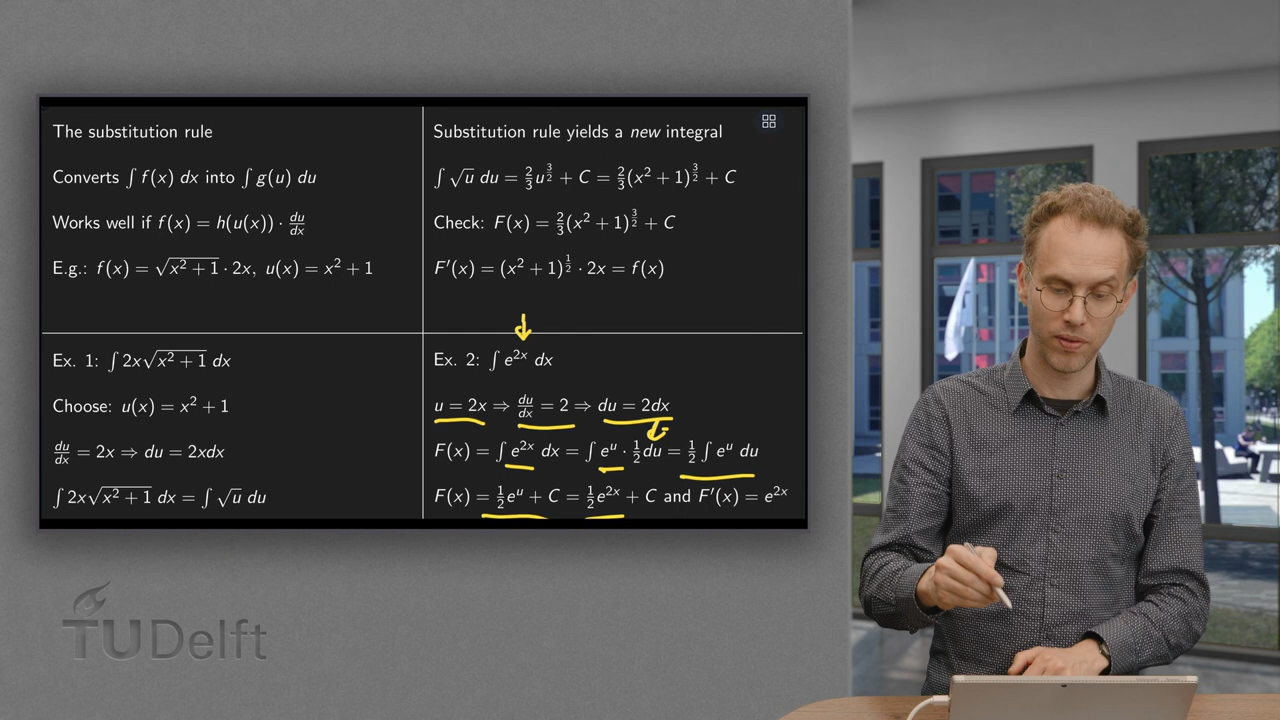 The substitution rule
Converts ∫ f(x) dx into ∫ g(u) du
Works well if f(x) = h(u(x)) · du/dx
E.g.: f(x) = √(x² + 1) · 2x, u(x) = x² + 1
Substitution rule yields a new integral
∫ √u du = 2/3 u^(3/2) + C = 2/3 (x² + 1)^(3/2) + C
Check: F(x) = 2/3 (x² + 1)^(3/2) + C
F′(x) = (x² + 1)^(1/2) · 2x = f(x)
Ex. 1: ∫ 2x√(x² + 1) dx
Choose: u(x) = x² + 1
du/dx = 2x ⇒ du = 2xdx
∫ 2x√(x² + 1) dx = ∫ √u du
Ex. 2: ∫ e^(2x) dx
u = 2x ⇒ du/dx = 2 ⇒ du = 2dx
F(x) = ∫ e^(2x) dx = ∫ e^u · 1/2 du = 1/2 ∫ e^u du
F(x) = 1/2 e^u + C = 1/2 e^(2x) + C and F′(x) = e^(2x)
TUDelft